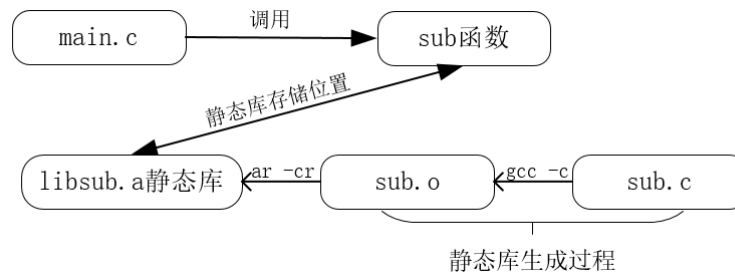 main.c
调用
sub函数
静态库存储位置
libsub.a静态库
ar -cr
sub.o
gcc -c
sub.c
静态库生成过程